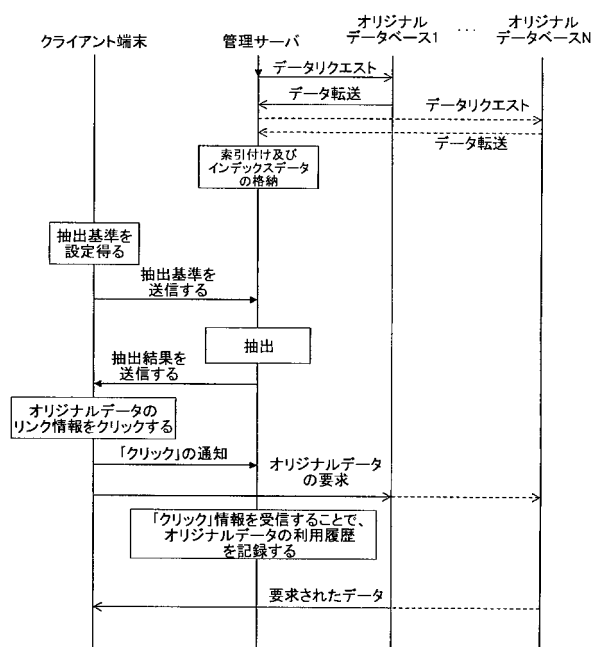 クライアント端末
管理サーバ
オリジナル
データベース1
･･･
オリジナル
データベースN
データリクエスト
データ転送
データリクエスト
データ転送
索引付け及び
インデックスデータ
の格納
抽出基準を
設定得る
抽出基準を
送信する
抽出
抽出結果を
送信する
オリジナルデータの
リンク情報をクリックする
「クリック」の通知
オリジナルデータ
の要求
「クリック」情報を受信することで、
オリジナルデータの利用履歴
を記録する
要求されたデータ